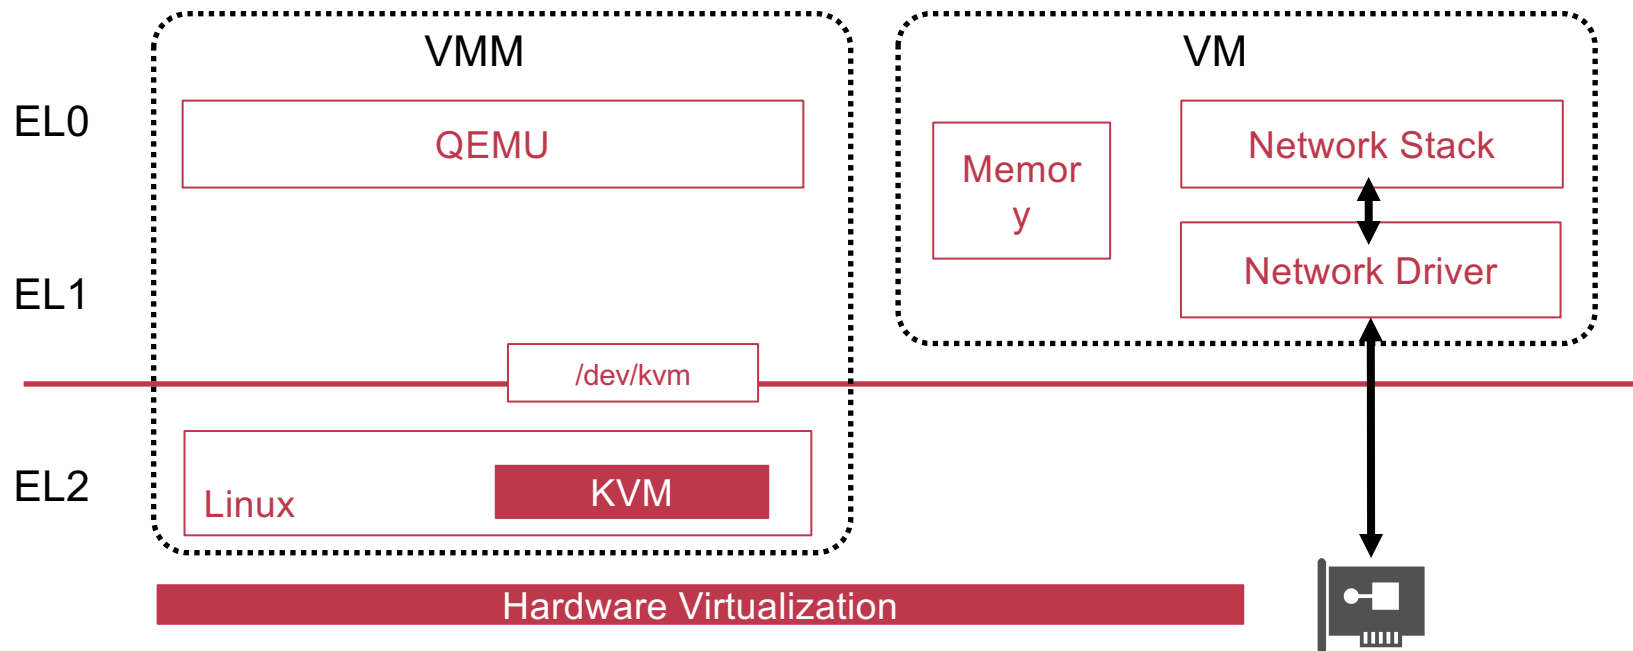 VMM
VM
EL0
QEMU
Network Stack
Memor
y
Network Driver
EL1
/dev/kvm
EL2
KVM
Linux
Hardware Virtualization